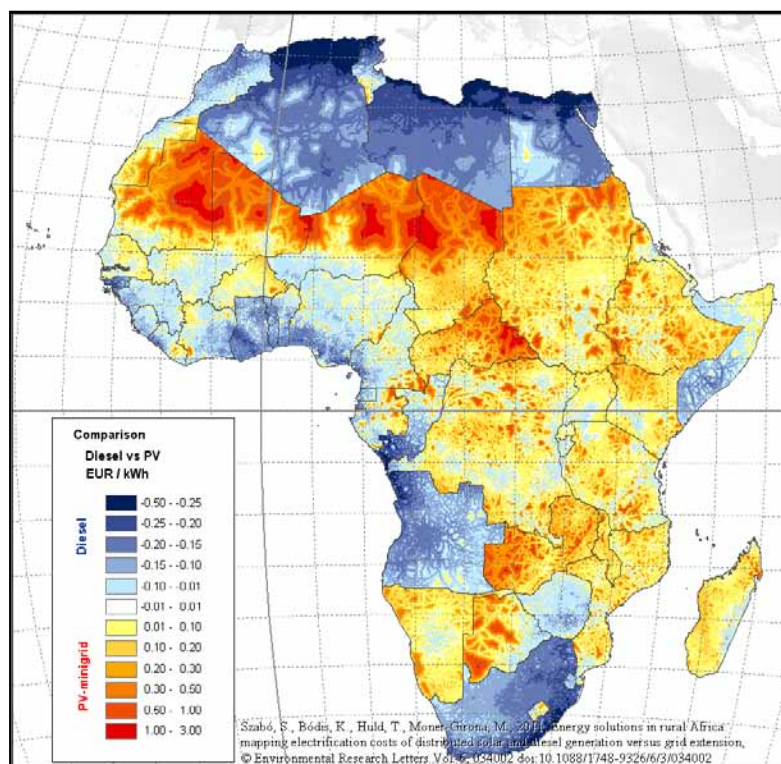 Comparison
Diesel vs PV
EUR / kWh
Diesel
-0.50 - -0.25
-0.25 - -0.20
-0.20 - -0.15
-0.15 - -0.10
-0.10 - -0.01
-0.01 - 0.01
0.01 - 0.10
0.10 - 0.20
0.20 - 0.30
0.30 - 0.50
0.50 - 1.00
1.00 - 3.00
PV-minigrid
Szabó, S., Bódis, K., Huld, T., Moner-Girona, M., Energy solutions in rural Africa
mapping electrification costs of distributed solar and diesel generation versus grid extension,
© Environmental Research Letters Vol. 6, 034002 doi:10.1088/1748-9326/6/3/034002